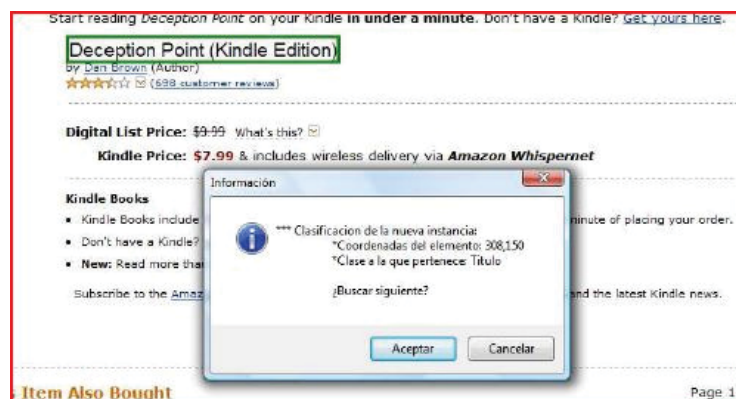 Start reading Deception Point on your Kindle in under a minute. Don't have a Kindle? Get yours here.
Deception Point (Kindle Edition)
by Dan Brown (Author)
(698 customer reviews)
Digital List Price: $9.99 What's this?
Kindle Price: $7.99 & includes wireless delivery via Amazon Whispernet
Kindle Books
• Kindle Books include minute of placing your order.
• Don't have a Kindle?
• New: Read more than
Subscribe to the Amaz and the latest Kindle news.
Información
*** Clasificacion de la nueva instancia:
*Coordenadas del elemento: 308,150
*Clase a la que pertenece: Titulo
¿Buscar siguiente?
Aceptar Cancelar
Item Also Bought Page 1